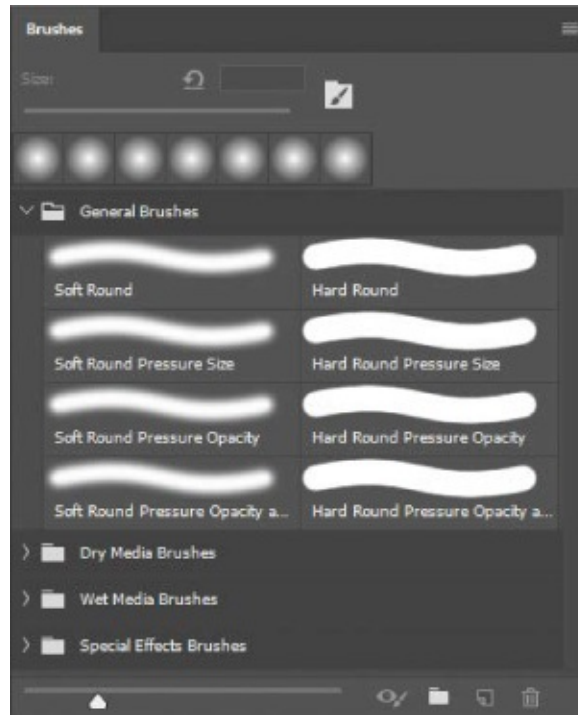 Brushes
Size:
General Brushes
Soft Round
Hard Round
Soft Round Pressure Size
Hard Round Pressure Size
Soft Round Pressure Opacity
Hard Round Pressure Opacity
Soft Round Pressure Opacity a...
Hard Round Pressure Opacity a...
Dry Media Brushes
Wet Media Brushes
Special Effects Brushes